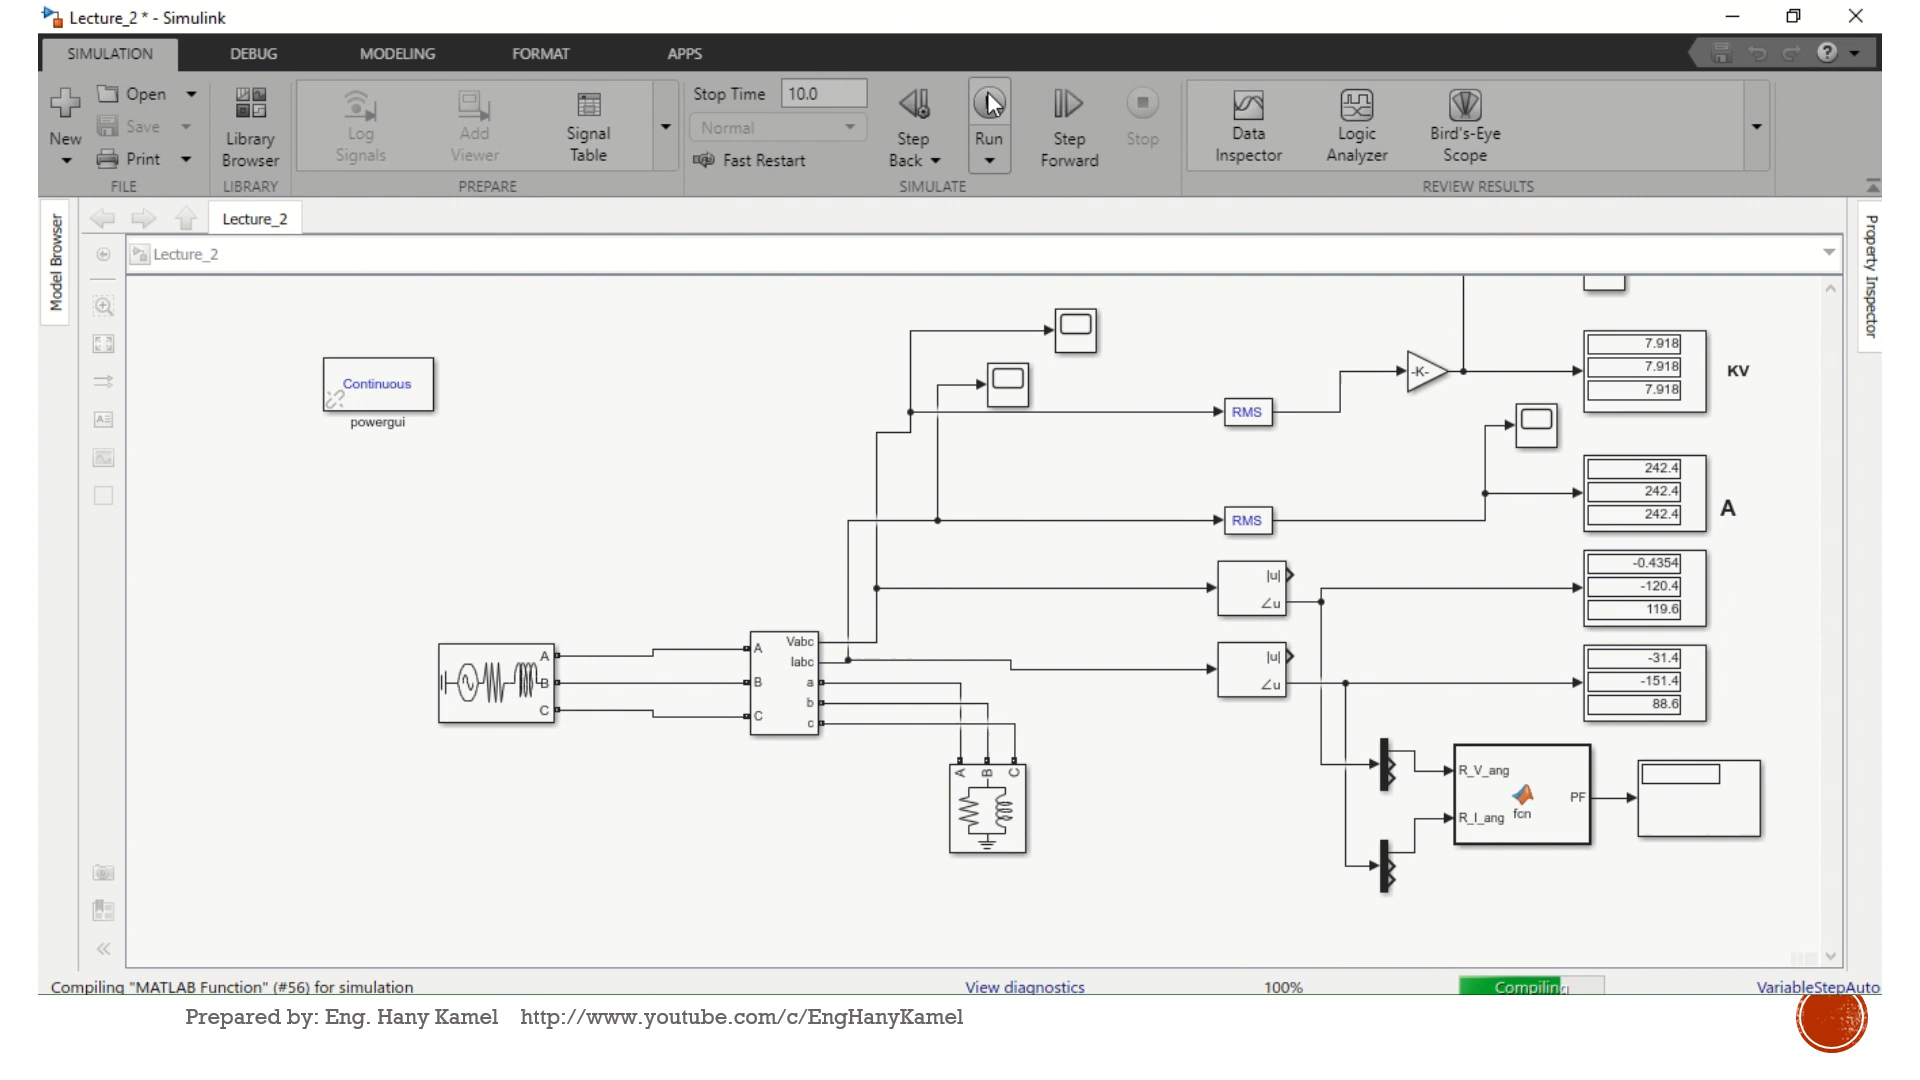 Lecture_2 * - Simulink
SIMULATION DEBUG MODELING FORMAT APPS
New
Open
Save
Print
FILE
Library
Browser
LIBRARY
Log
Signals
Add
Viewer
Signal
Table
PREPARE
Stop Time 10.0
Normal
Fast Restart
Step
Back
Run
Step
Forward
Stop
SIMULATE
Data
Inspector
Logic
Analyzer
Bird's-Eye
Scope
REVIEW RESULTS
Model Browser
Lecture_2
Lecture_2
Property Inspector
Continuous
powergui
RMS
-K-
7.918
7.918
7.918
KV
RMS
242.4
242.4
242.4
A
|u|
∠u
-0.4354
-120.4
119.6
|u|
∠u
-31.4
-151.4
88.6
A
B
C
A
B
C
Vabc
Iabc
a
b
c
A B C
R_V_ang
R_I_ang
fcn
PF
Compiling "MATLAB Function" (#56) for simulation View diagnostics 100% Compiling VariableStepAuto
Prepared by: Eng. Hany Kamel http://www.youtube.com/c/EngHanyKamel